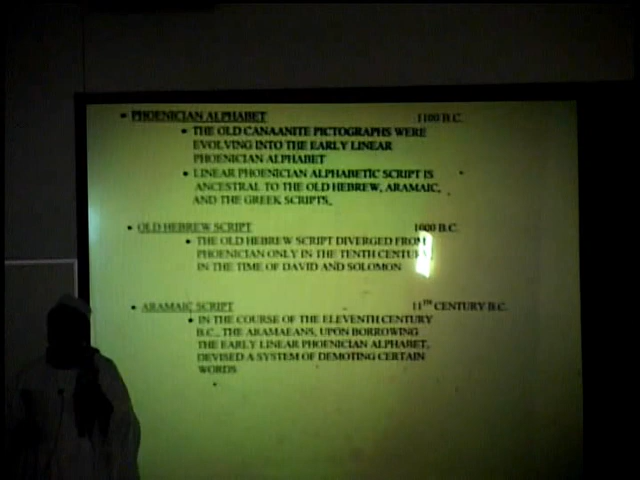 • PHOENICIAN ALPHABET 1100 B.C.
• THE OLD CANAANITE PICTOGRAPHS WERE
EVOLVING INTO THE EARLY LINEAR
PHOENICIAN ALPHABET
• LINEAR PHOENICIAN ALPHABETIC SCRIPT IS
ANCESTRAL TO THE OLD HEBREW, ARAMAIC,
AND THE GREEK SCRIPTS.
• OLD HEBREW SCRIPT 1000 B.C.
• THE OLD HEBREW SCRIPT DIVERGED FROM
PHOENICIAN ONLY IN THE TENTH CENTURY
IN THE TIME OF DAVID AND SOLOMON
• ARAMAIC SCRIPT 11TH CENTURY B.C.
• IN THE COURSE OF THE ELEVENTH CENTURY
B.C., THE ARAMAEANS, UPON BORROWING
THE EARLY LINEAR PHOENICIAN ALPHABET,
DEVISED A SYSTEM OF DEMOTING CERTAIN
WORDS